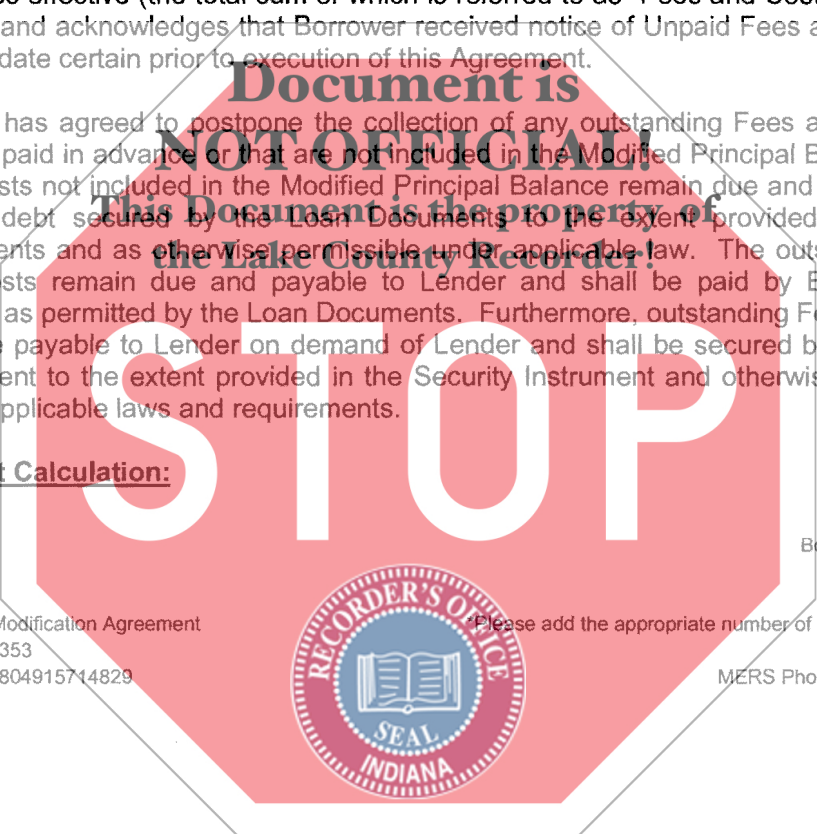 and acknowledges that Borrower received notice of Unpaid Fees a
date certain prior to execution of this Agreement.
Document is
has agreed to postpone the collection of any outstanding Fees a
NOT OFFICIAL!
paid in advance or that are not included in the Modified Principal B
sts not included in the Modified Principal Balance remain due and
This Document is the property of
debt secured by the Loan Documents to the extent provided
ents and as otherwise permissible under applicable law. The outs
the Lake County Recorder!
sts remain due and payable to Lender and shall be paid by B
as permitted by the Loan Documents. Furthermore, outstanding Fe
e payable to Lender on demand of Lender and shall be secured b
ent to the extent provided in the Security Instrument and otherwis
pplicable laws and requirements.
STOP
t Calculation:
Bo
Modification Agreement
*Please add the appropriate number of
353
804915714829
MERS Pho
RECORDER'S OFFICE
SEAL
INDIANA